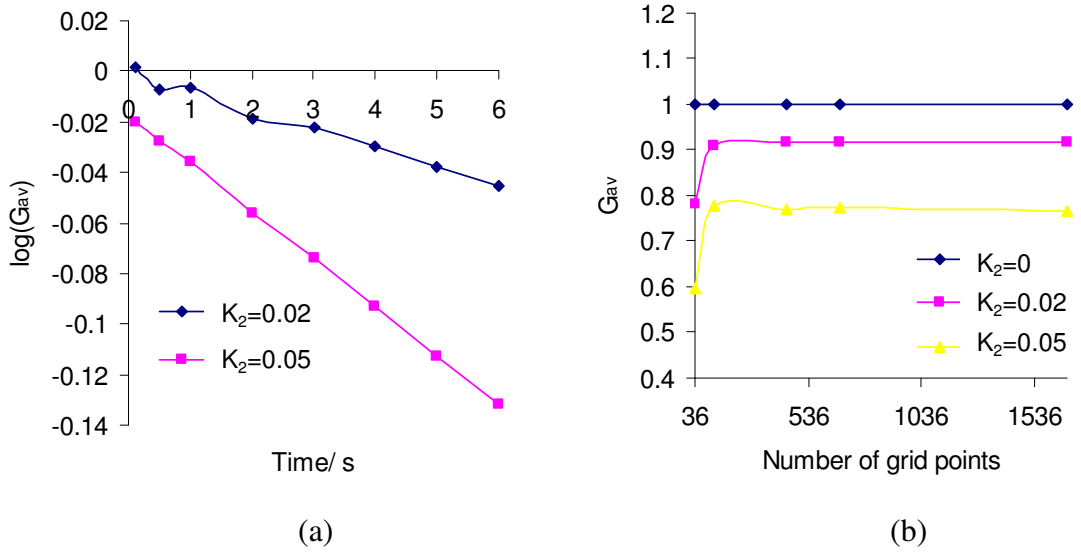 0.02
0
-0.02
-0.04
-0.06
-0.08
-0.1
-0.12
-0.14
0 1 2 3 4 5 6
log(Gav)
K2=0.02
K2=0.05
Time/ s
(a)
1.2
1.1
1
0.9
0.8
0.7
0.6
0.5
0.4
Gav
K2=0
K2=0.02
K2=0.05
36 536 1036 1536
Number of grid points
(b)